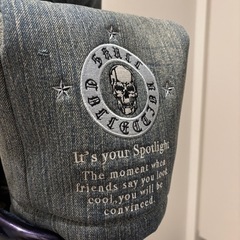 SKULL
COLLECTION
It's your Spotlight
The moment when
friends say you look
cool, you will be
convinced.